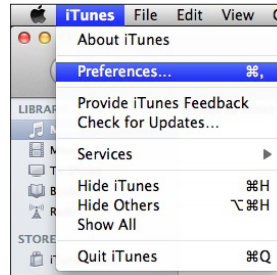 iTunes File Edit View
About iTunes
Preferences... ⌘,
LIBRAR
Provide iTunes Feedback
Check for Updates...
Services
Hide iTunes ⌘H
Hide Others ⌥⌘H
Show All
STORE
Quit iTunes ⌘Q